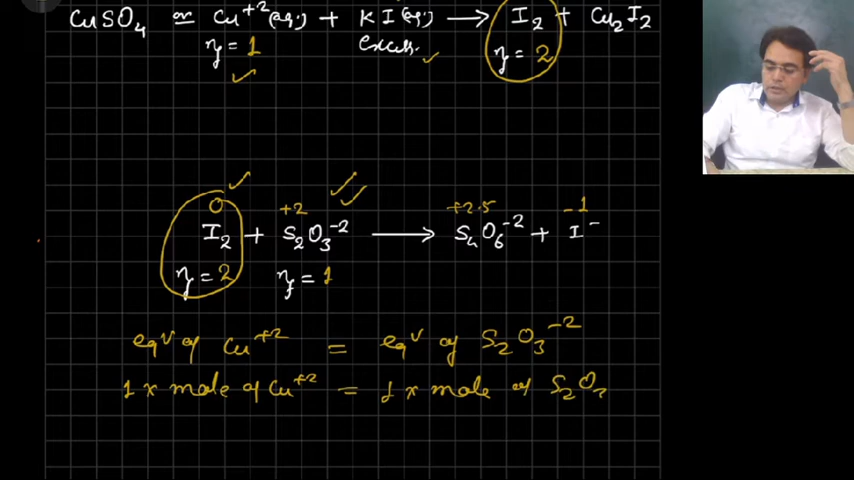 CuSO4 or Cu+2(aq.) + KI(aq.) ⟶ I2 + Cu2I2
η = 1 excess. η = 2
0 +2 +2.5 -1
I2 + S2O3-2 ⟶ S4O6-2 + I-
η = 2 η = 1
eqv of Cu+2 = eqv of S2O3-2
1 x mole of Cu+2 = 1 x mole of S2O3